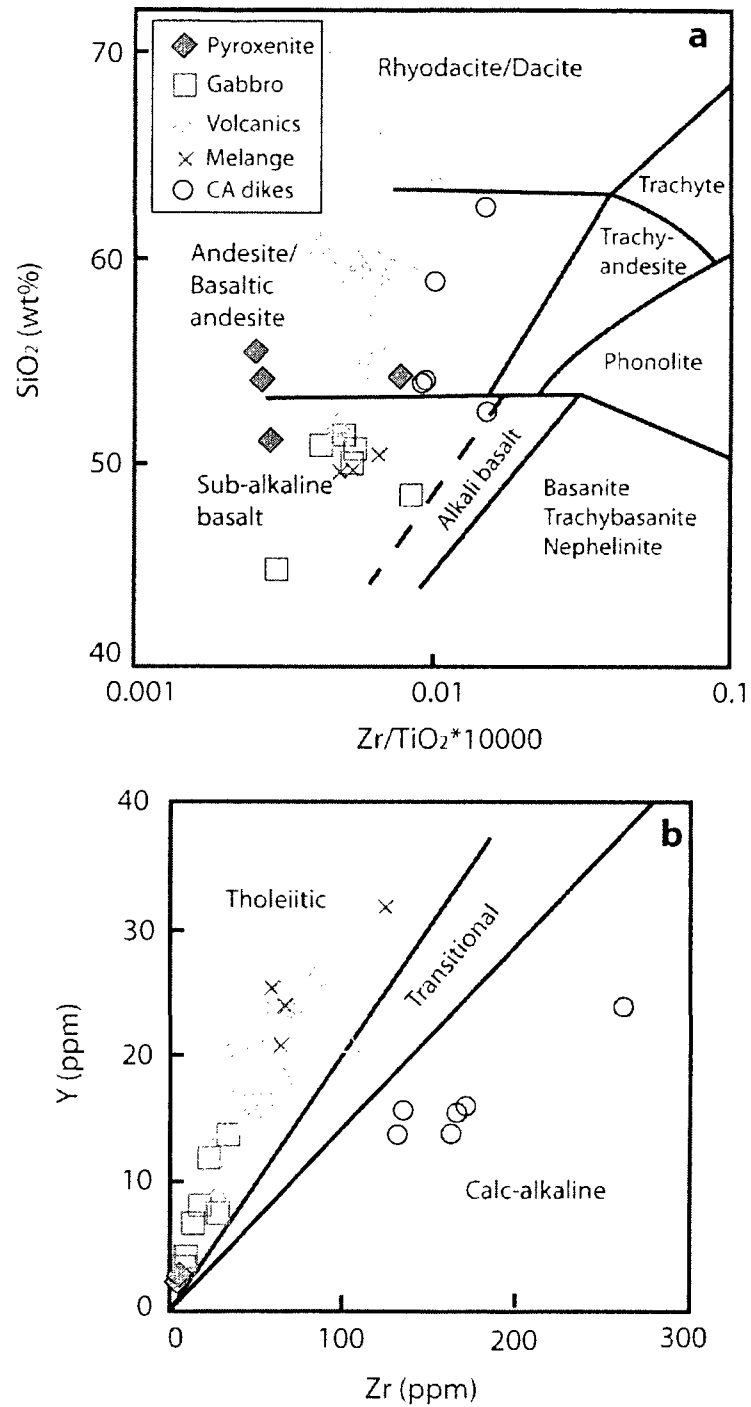 a
70
60
50
40
SiO2 (wt%)
Pyroxenite
Gabbro
Volcanics
Melange
CA dikes
Rhyodacite/Dacite
Trachyte
Trachy-
andesite
Andesite/
Basaltic
andesite
Phonolite
Sub-alkaline
basalt
Alkali basalt
Basanite
Trachybasanite
Nephelinite
0.001
0.01
0.1
Zr/TiO2*10000
b
40
30
20
10
0
Y (ppm)
Tholeiitic
Transitional
Calc-alkaline
0
100
200
300
Zr (ppm)